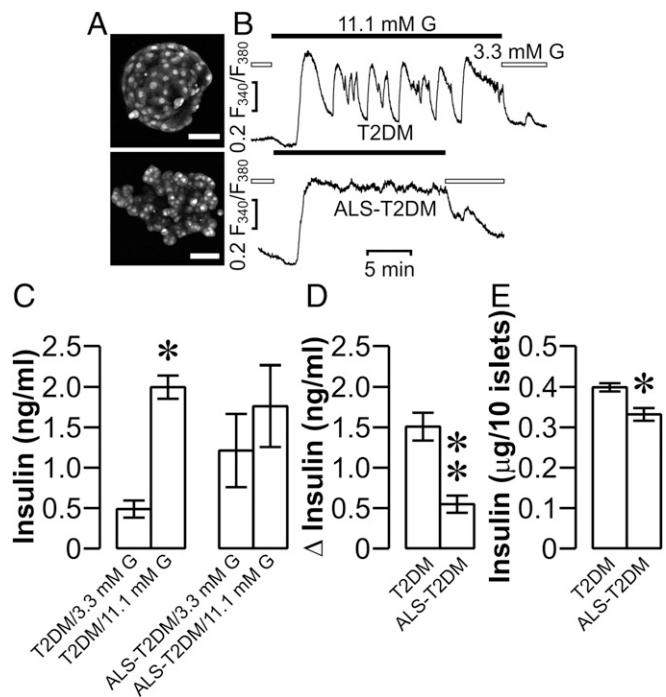 A
B
11.1 mM G
3.3 mM G
0.2 F340/F380
T2DM
0.2 F340/F380
ALS-T2DM
5 min
C
D
E
Insulin (ng/ml)
2.5
2.0
1.5
1.0
0.5
0
*
T2DM/3.3 mM G
T2DM/11.1 mM G
ALS-T2DM/3.3 mM G
ALS-T2DM/11.1 mM G
Δ Insulin (ng/ml)
2.5
2.0
1.5
1.0
0.5
0
**
T2DM
ALS-T2DM
Insulin (μg/10 islets)
0.5
0.4
0.3
0.2
0.1
0
*
T2DM
ALS-T2DM